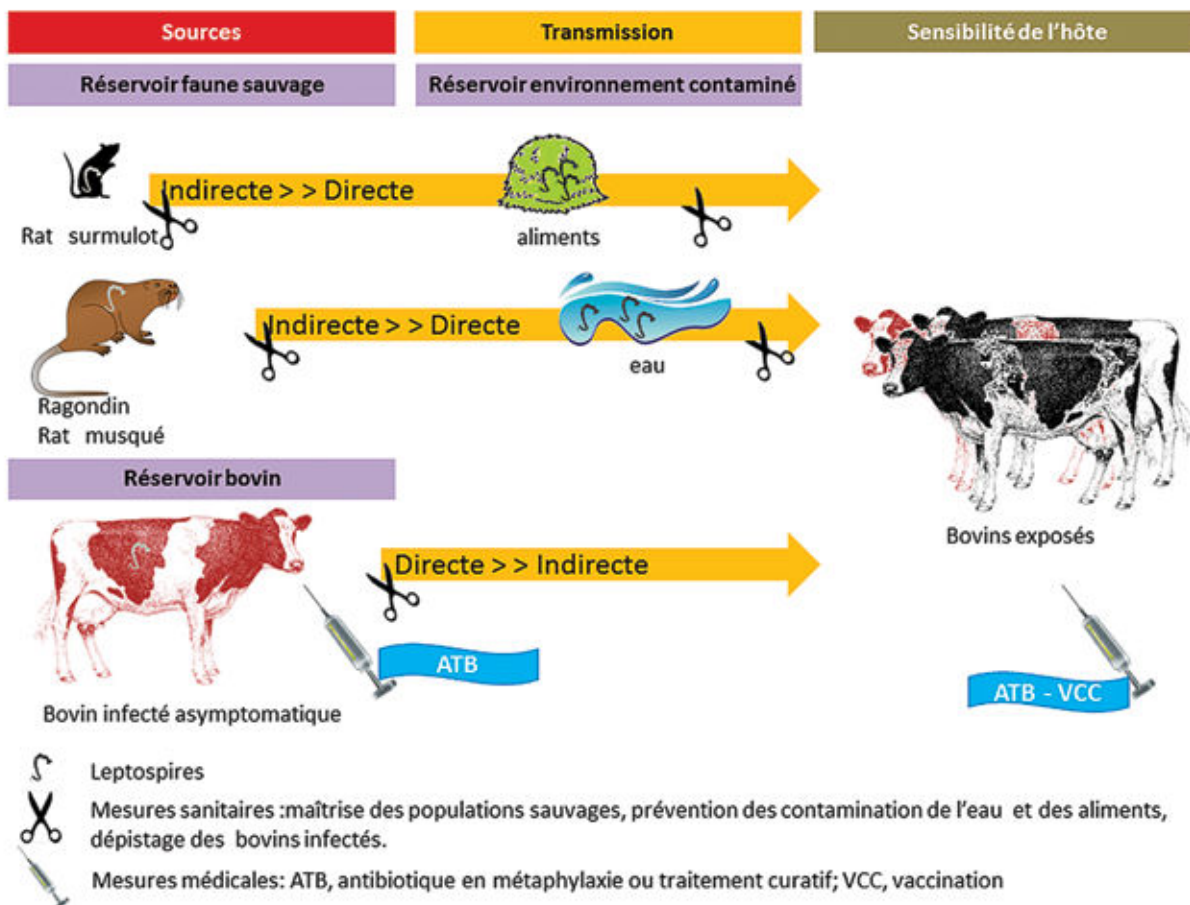 Sources
Transmission
Sensibilité de l'hôte
Réservoir faune sauvage
Réservoir environnement contaminé
Indirecte > > Directe
Rat surmulot
aliments
Indirecte > > Directe
eau
Ragondin
Rat musqué
Réservoir bovin
Bovins exposés
Directe > > Indirecte
ATB
ATB - VCC
Bovin infecté asymptomatique
Leptospires
Mesures sanitaires :maîtrise des populations sauvages, prévention des contamination de l'eau et des aliments,
dépistage des bovins infectés.
Mesures médicales: ATB, antibiotique en métaphylaxie ou traitement curatif; VCC, vaccination